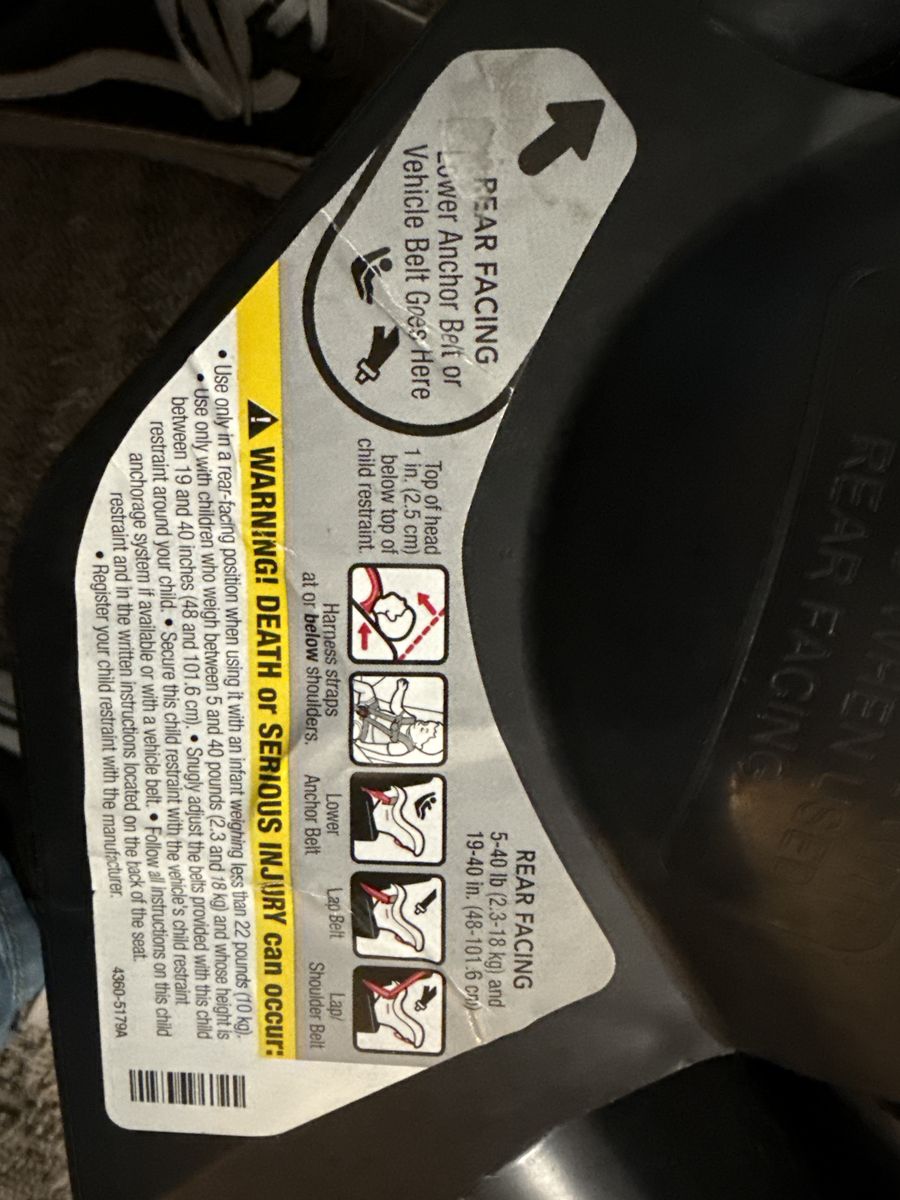 REAR FACING
Lower Anchor Belt or
Vehicle Belt Goes Here
REAR FACING
5-40 lb (2.3-18 kg) and
19-40 in. (48-101.6 cm)
Top of head
1 in. (2.5 cm)
below top of
child restraint.
Harness straps
at or below shoulders.
Lower
Anchor Belt
Lap Belt
Lap/
Shoulder Belt
WARNING! DEATH or SERIOUS INJURY can occur:
• Use only in a rear-facing position when using it with an infant weighing less than 22 pounds (10 kg).
• Use only with children who weigh between 5 and 40 pounds (2.3 and 18 kg) and whose height is
between 19 and 40 inches (48 and 101.6 cm). • Snugly adjust the belts provided with this child
restraint around your child. • Secure this child restraint with the vehicle's child restraint
anchorage system if available or with a vehicle belt. • Follow all instructions on this child
restraint and in the written instructions located on the back of the seat.
• Register your child restraint with the manufacturer.
4360-5179A
WHEN USED
REAR FACING